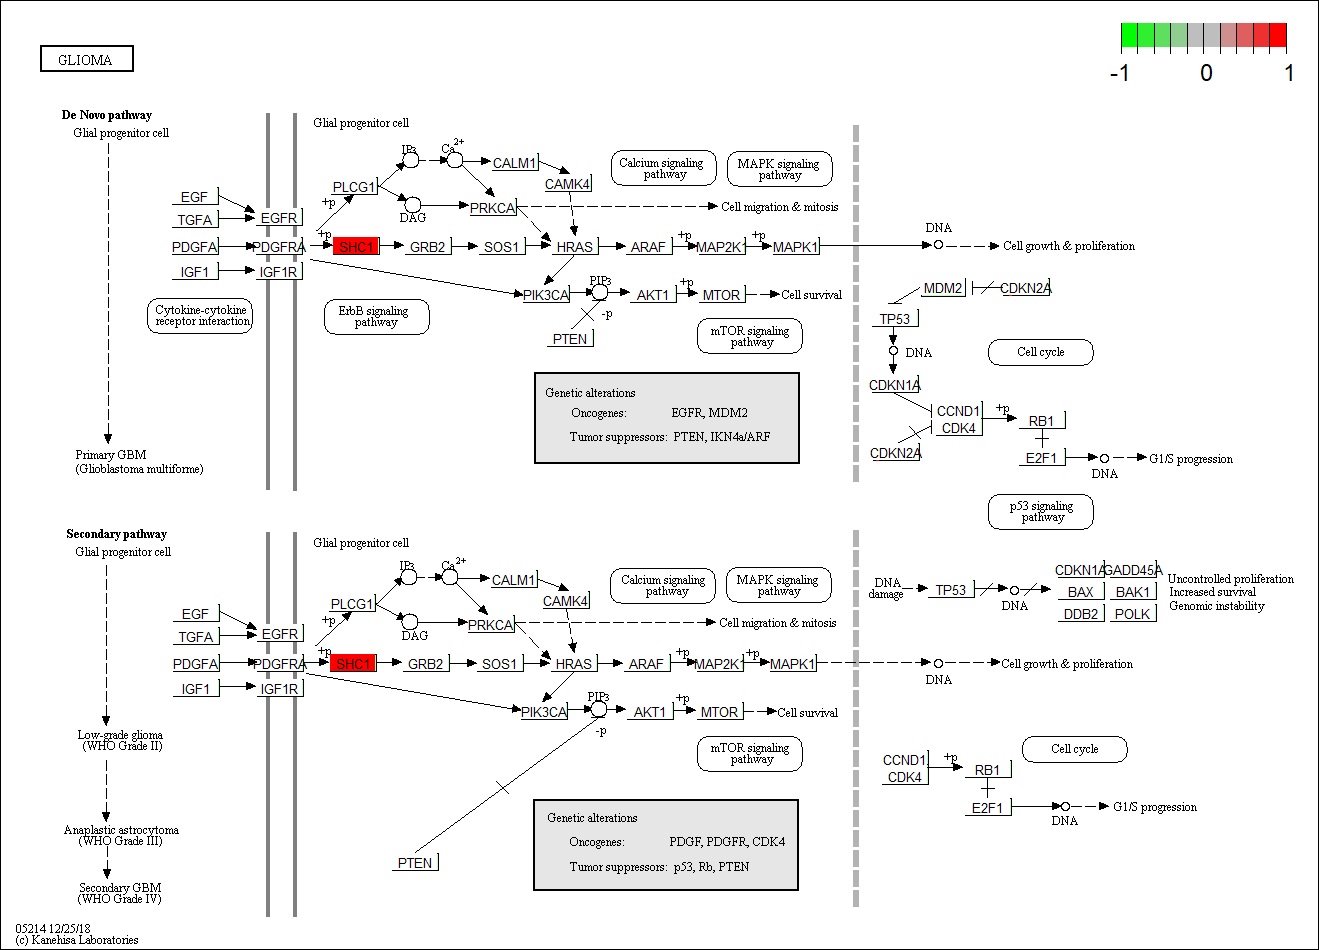 -1 0 1
GLIOMA
De Novo pathway
Glial progenitor cell
Glial progenitor cell
IP3
Ca2+
CALM1
CAMK4
Calcium signaling
pathway
MAPK signaling
pathway
PLCG1
+p
DAG
PRKCA
Cell migration & mitosis
EGF
TGFA
EGFR
PDGFA
PDGFRA
+p
SHC1
GRB2
SOS1
HRAS
ARAF
+p
MAP2K1
+p
MAPK1
DNA
Cell growth & proliferation
IGF1
IGF1R
PIK3CA
PIP3
-p
AKT1
+p
MTOR
Cell survival
PTEN
Cytokine-cytokine
receptor interaction
ErbB signaling
pathway
mTOR signaling
pathway
MDM2
CDKN2A
TP53
DNA
Cell cycle
CDKN1A
CCND1
CDK4
+p
RB1
CDKN2A
E2F1
DNA
G1/S progression
Genetic alterations
Oncogenes: EGFR, MDM2
Tumor suppressors: PTEN, IKN4a/ARF
Primary GBM
(Glioblastoma multiforme)
p53 signaling
pathway
Secondary pathway
Glial progenitor cell
Glial progenitor cell
IP3
Ca2+
CALM1
CAMK4
Calcium signaling
pathway
MAPK signaling
pathway
PLCG1
+p
DAG
PRKCA
Cell migration & mitosis
DNA
damage
TP53
DNA
CDKN1A
GADD45A
BAX
BAK1
DDB2
POLK
Uncontrolled proliferation
Increased survival
Genomic instability
EGF
TGFA
EGFR
PDGFA
PDGFRA
+p
SHC1
GRB2
SOS1
HRAS
ARAF
+p
MAP2K1
+p
MAPK1
DNA
Cell growth & proliferation
IGF1
IGF1R
PIK3CA
PIP3
-p
AKT1
+p
MTOR
Cell survival
mTOR signaling
pathway
Low-grade glioma
(WHO Grade II)
CCND1
CDK4
+p
RB1
Cell cycle
E2F1
DNA
G1/S progression
PTEN
Genetic alterations
Oncogenes: PDGF, PDGFR, CDK4
Tumor suppressors: p53, Rb, PTEN
Anaplastic astrocytoma
(WHO Grade III)
Secondary GBM
(WHO Grade IV)
05214 12/25/18
(c) Kanehisa Laboratories